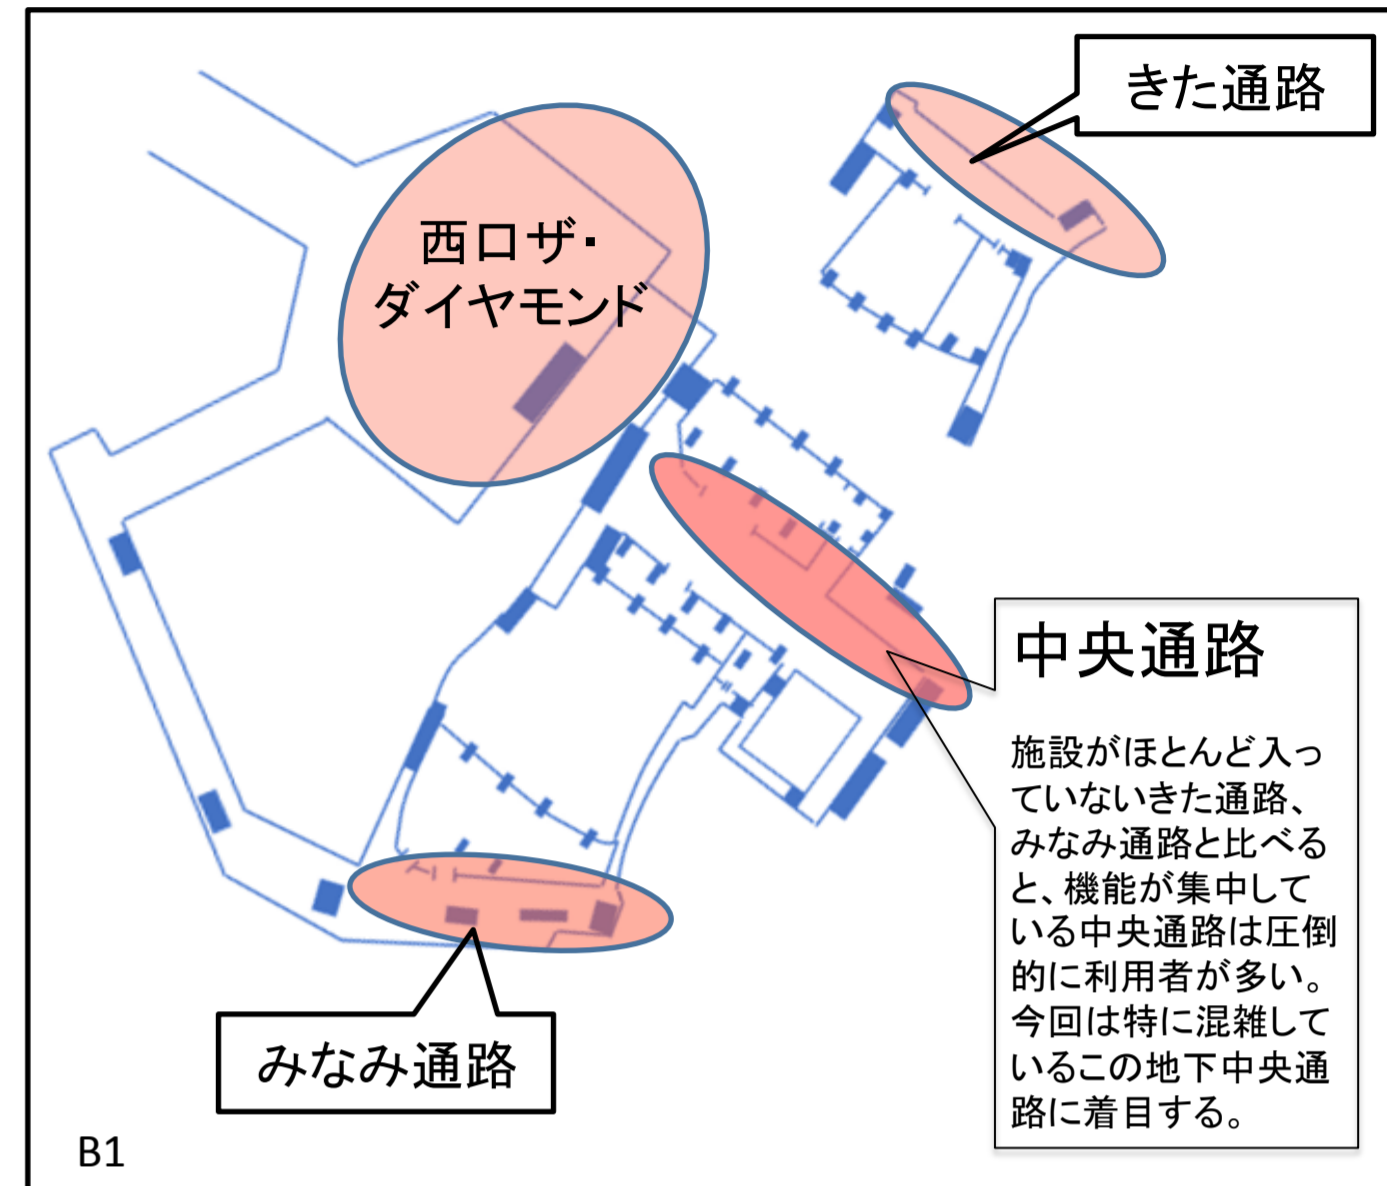 きた通路
西口ザ・
ダイヤモンド
中央通路
施設がほとんど入っ
ていないきた通路、
みなみ通路と比べる
と、機能が集中して
いる中央通路は圧倒
的に利用者が多い。
今回は特に混雑して
いるこの地下中央通
路に着目する。
みなみ通路
B1